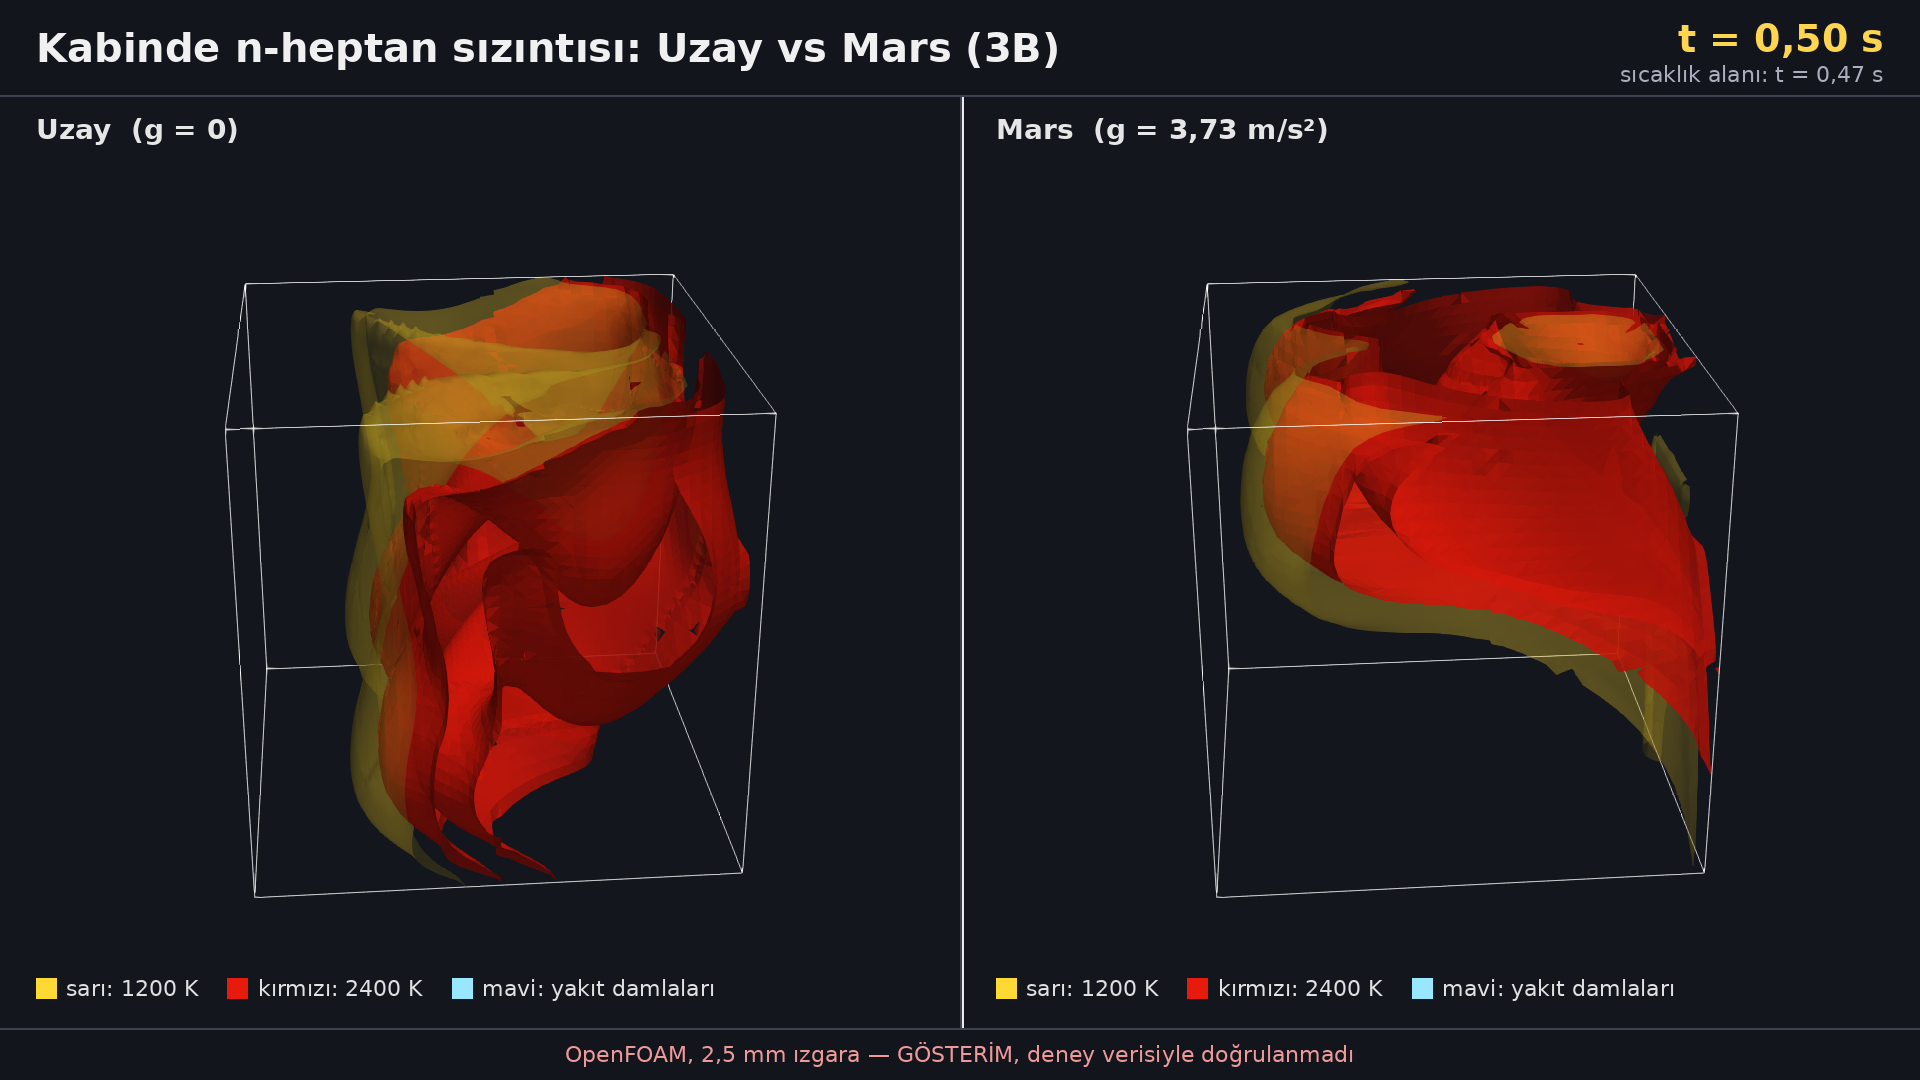 Kabinde n-heptan sızıntısı: Uzay vs Mars (3B)
t = 0,50 s
sıcaklık alanı: t = 0,47 s
Uzay (g = 0)
Mars (g = 3,73 m/s²)
sarı: 1200 K kırmızı: 2400 K mavi: yakıt damlaları
sarı: 1200 K kırmızı: 2400 K mavi: yakıt damlaları
OpenFOAM, 2,5 mm ızgara — GÖSTERİM, deney verisiyle doğrulanmadı